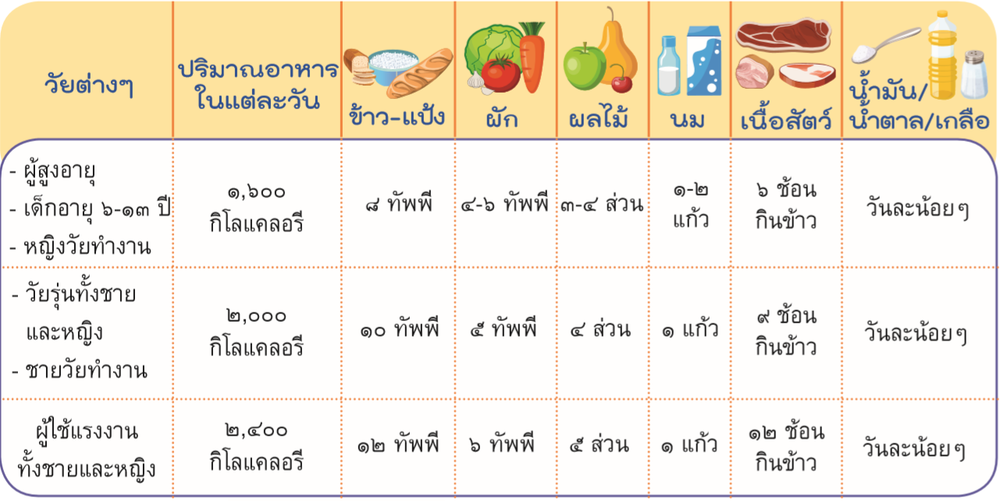 วัยต่างๆ
ปริมาณอาหาร
ในแต่ละวัน
ข้าว-แป้ง
ผัก
ผลไม้
นม
เนื้อสัตว์
น้ำมัน/
น้ำตาล/เกลือ
- ผู้สูงอายุ
- เด็กอายุ ๖-๑๓ ปี
- หญิงวัยทำงาน
๑,๖๐๐
กิโลแคลอรี
๘ ทัพพี
๔-๖ ทัพพี
๓-๔ ส่วน
๑-๒
แก้ว
๖ ช้อน
กินข้าว
วันละน้อยๆ
- วัยรุ่นทั้งชาย
และหญิง
- ชายวัยทำงาน
๒,๐๐๐
กิโลแคลอรี
๑๐ ทัพพี
๕ ทัพพี
๔ ส่วน
๑ แก้ว
๙ ช้อน
กินข้าว
วันละน้อยๆ
ผู้ใช้แรงงาน
ทั้งชายและหญิง
๒,๔๐๐
กิโลแคลอรี
๑๒ ทัพพี
๖ ทัพพี
๕ ส่วน
๑ แก้ว
๑๒ ช้อน
กินข้าว
วันละน้อยๆ